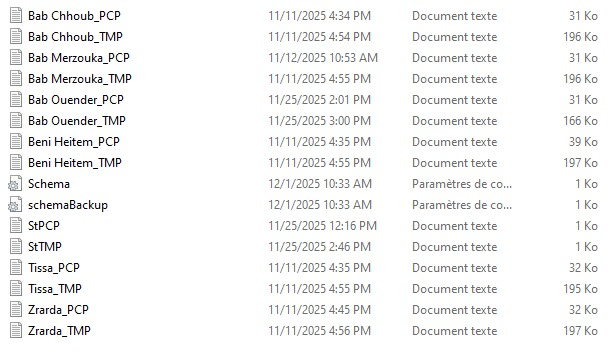 Bab Chhoub_PCP 11/11/2025 4:34 PM Document texte 31 Ko
Bab Chhoub_TMP 11/11/2025 4:54 PM Document texte 196 Ko
Bab Merzouka_PCP 11/12/2025 10:53 AM Document texte 31 Ko
Bab Merzouka_TMP 11/11/2025 4:55 PM Document texte 196 Ko
Bab Ouender_PCP 11/25/2025 2:01 PM Document texte 31 Ko
Bab Ouender_TMP 11/25/2025 3:00 PM Document texte 166 Ko
Beni Heitem_PCP 11/11/2025 4:35 PM Document texte 39 Ko
Beni Heitem_TMP 11/11/2025 4:55 PM Document texte 197 Ko
Schema 12/1/2025 10:33 AM Paramètres de co... 1 Ko
schemaBackup 12/1/2025 10:33 AM Paramètres de co... 1 Ko
StPCP 11/25/2025 12:16 PM Document texte 1 Ko
StTMP 11/25/2025 2:46 PM Document texte 1 Ko
Tissa_PCP 11/11/2025 4:35 PM Document texte 32 Ko
Tissa_TMP 11/11/2025 4:55 PM Document texte 195 Ko
Zrarda_PCP 11/11/2025 4:45 PM Document texte 32 Ko
Zrarda_TMP 11/11/2025 4:56 PM Document texte 197 Ko